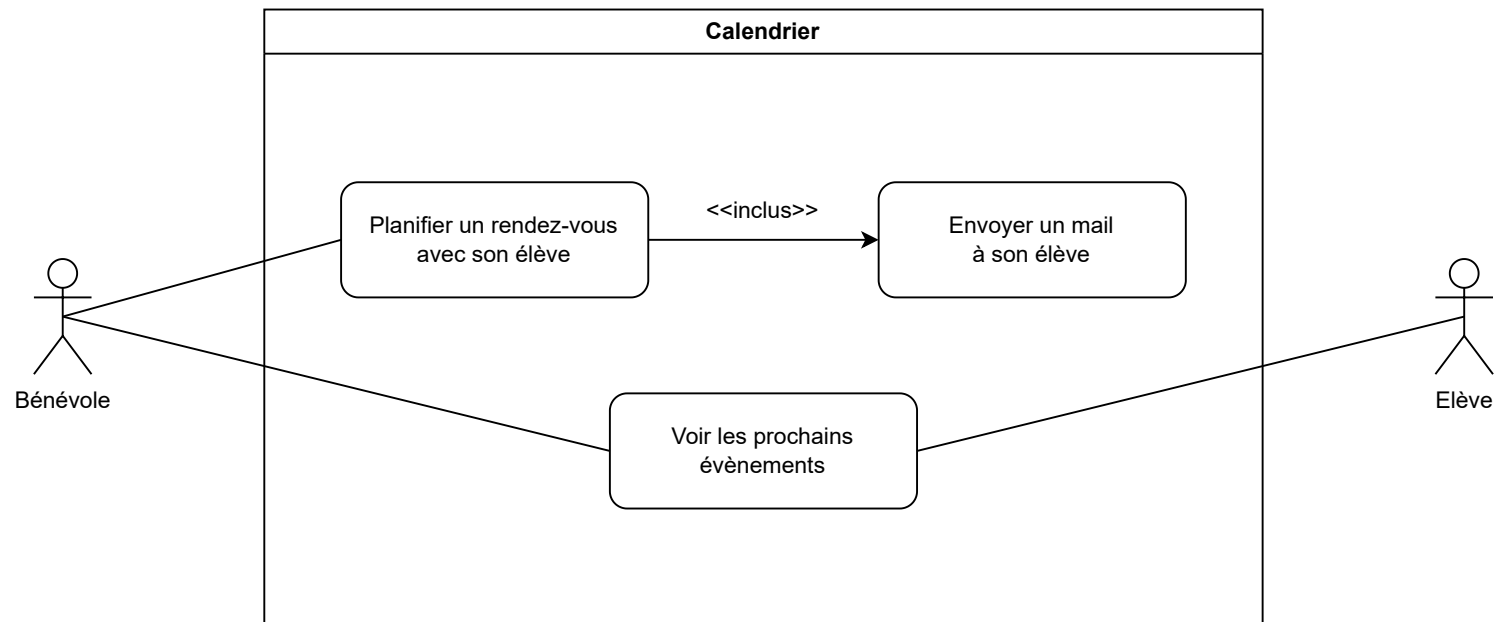 Calendrier
Planifier un rendez-vous
avec son élève
<<inclus>>
Envoyer un mail
à son élève
Bénévole
Elève
Voir les prochains
évènements